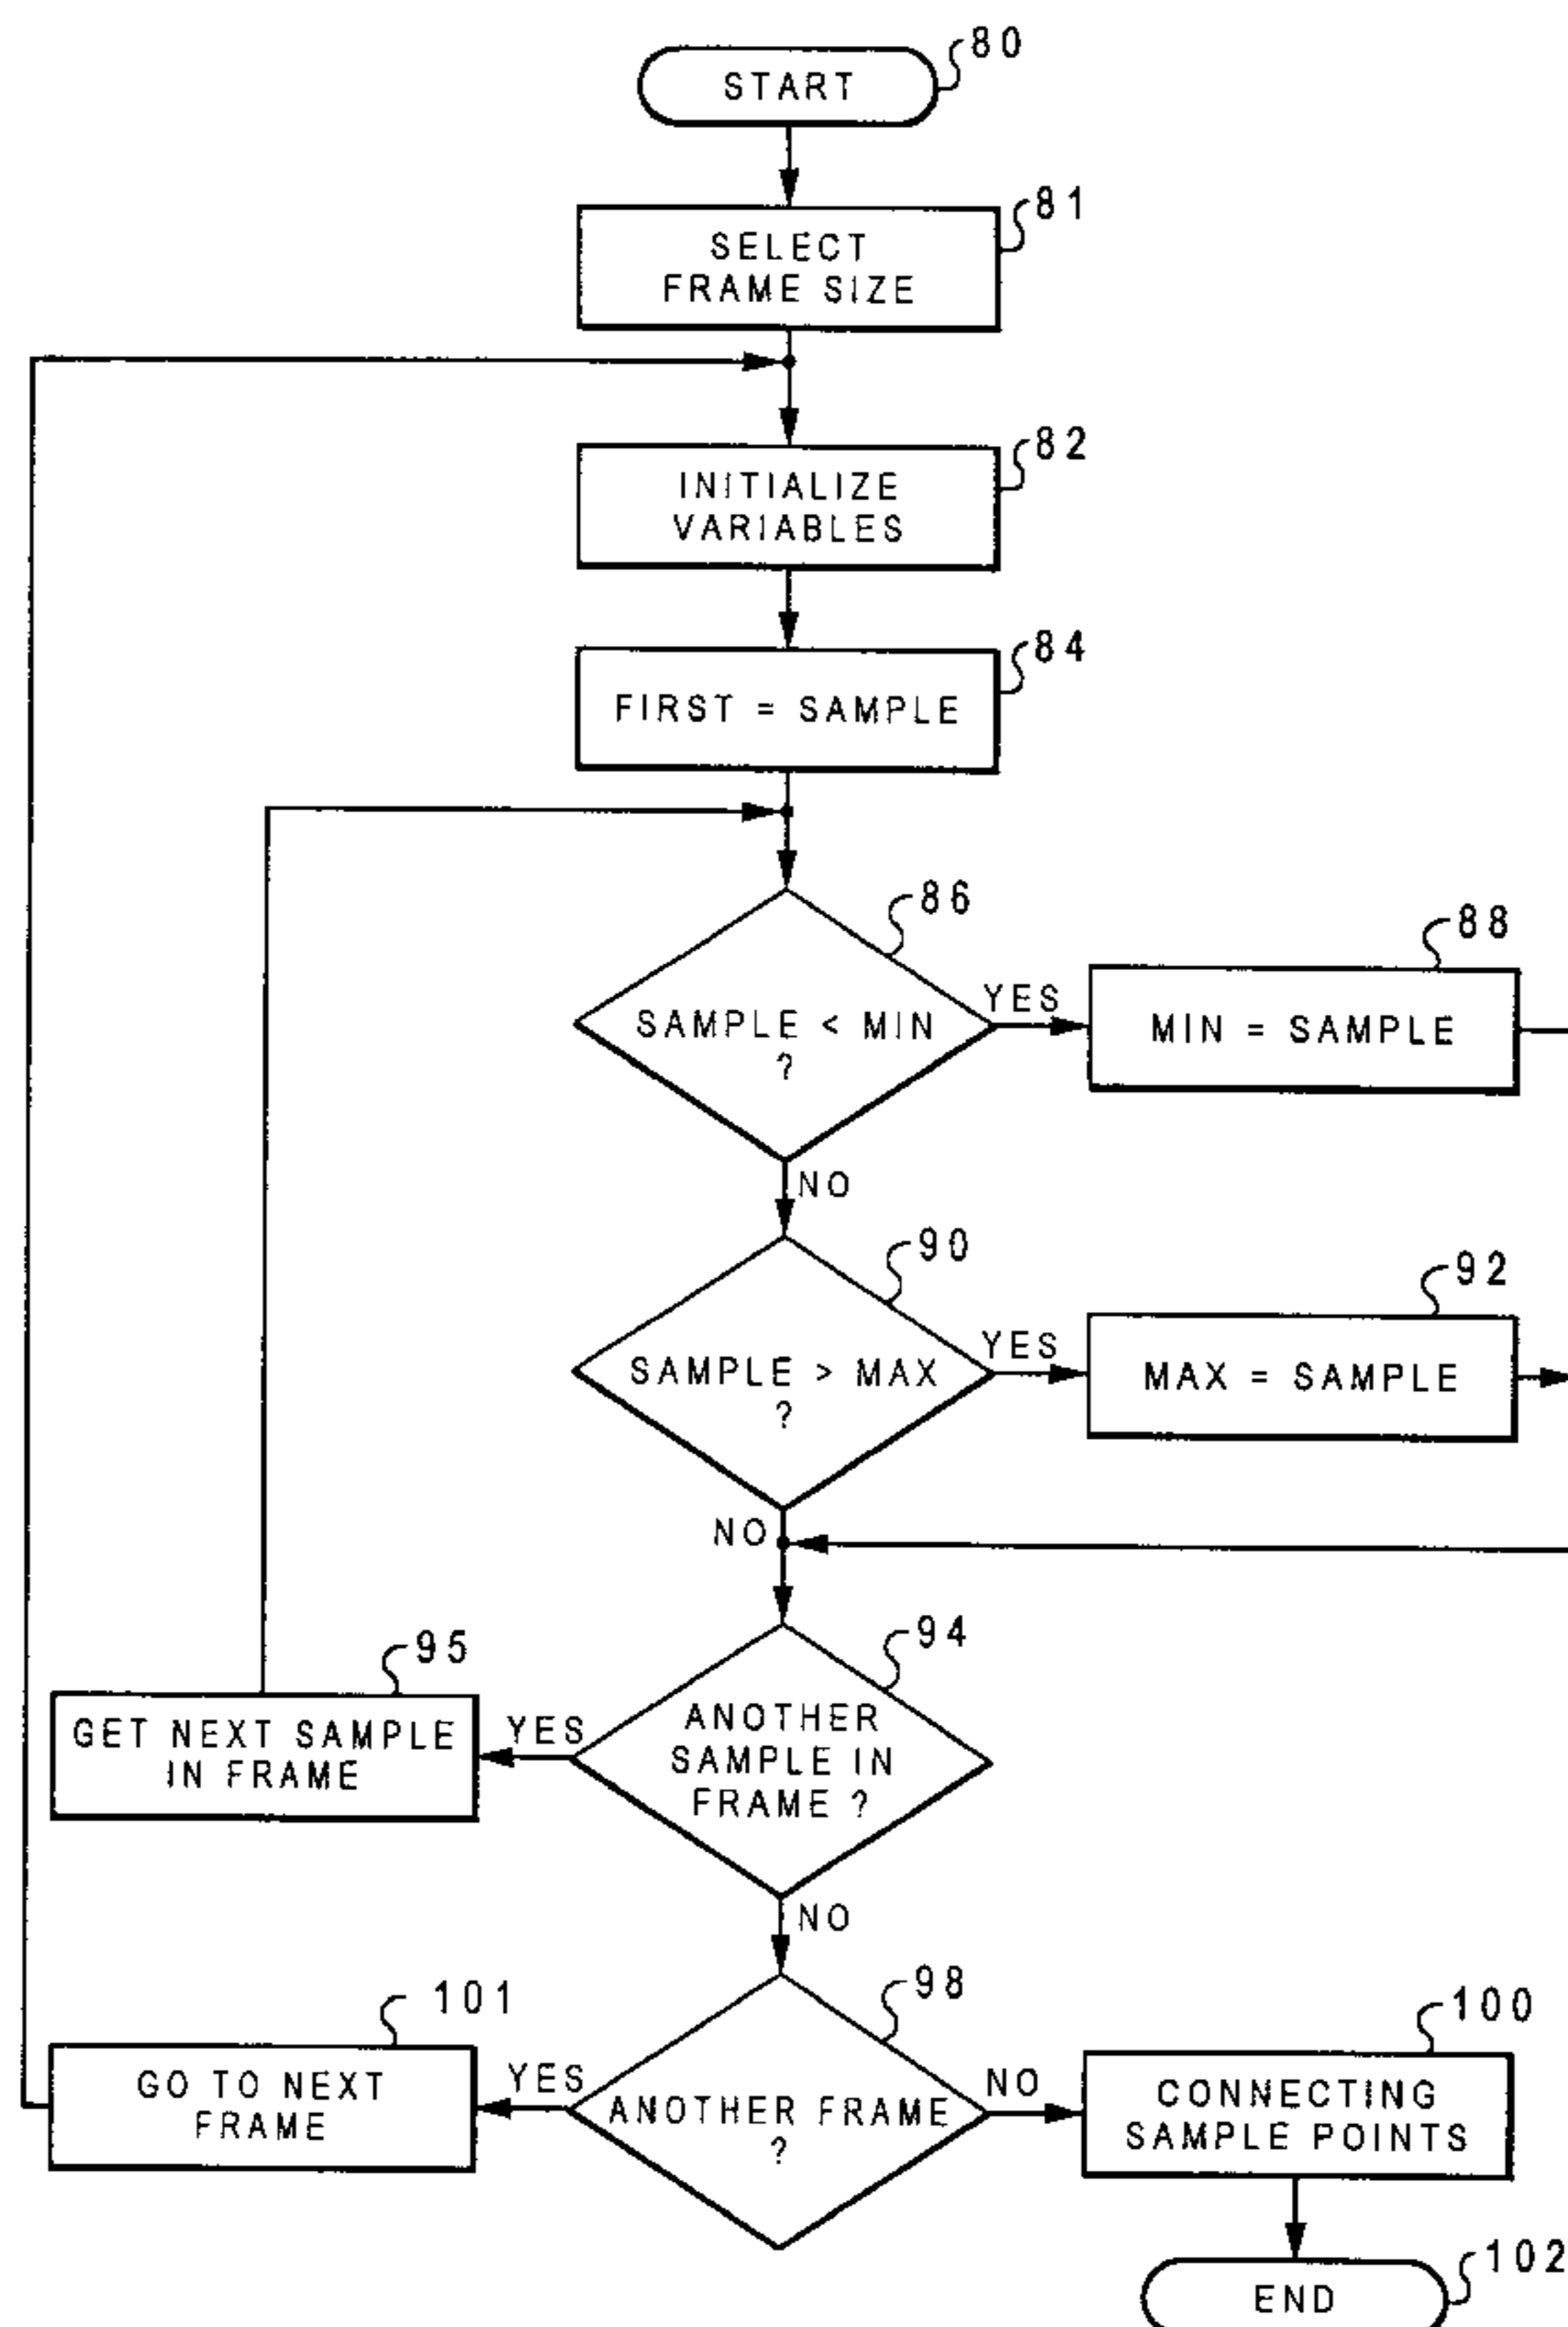 80
START
81
SELECT
FRAME SIZE
82
INITIALIZE
VARIABLES
84
FIRST = SAMPLE
86
SAMPLE < MIN
?
YES
88
MIN = SAMPLE
NO
90
SAMPLE > MAX
?
YES
92
MAX = SAMPLE
NO
94
ANOTHER
SAMPLE IN
FRAME ?
YES
95
GET NEXT SAMPLE
IN FRAME
NO
98
ANOTHER FRAME
?
YES
101
GO TO NEXT
FRAME
NO
100
CONNECTING
SAMPLE POINTS
102
END